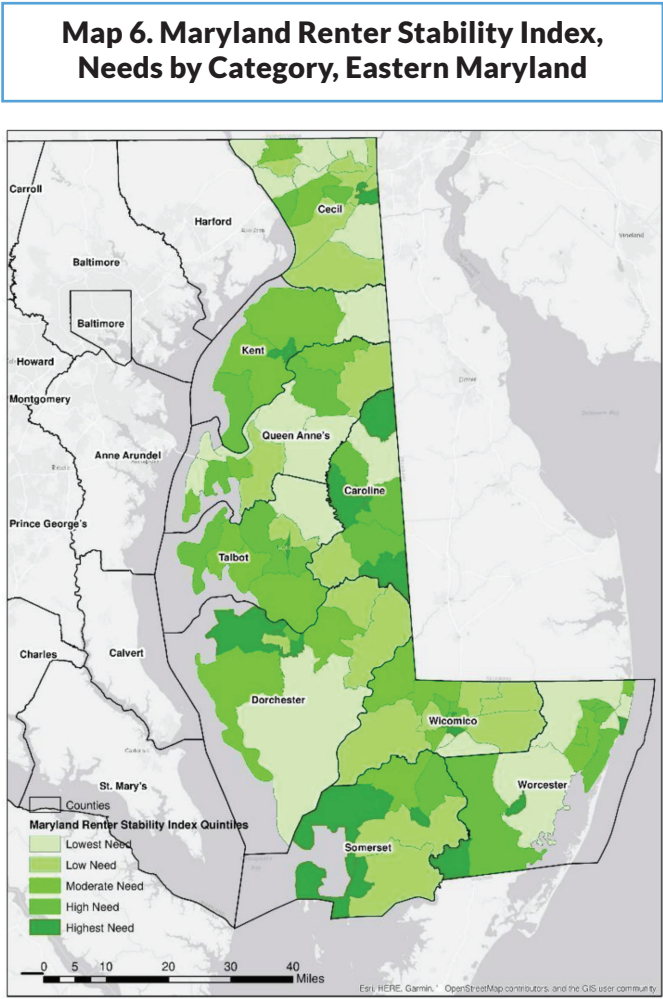 Map 6. Maryland Renter Stability Index,
Needs by Category, Eastern Maryland
Carroll
Harford
Cecil
Baltimore
Baltimore
Kent
Howard
Montgomery
Queen Anne's
Anne Arundel
Caroline
Prince George's
Talbot
Charles
Calvert
Dorchester
Wicomico
St. Mary's
Worcester
Somerset
Counties
Maryland Renter Stability Index Quintiles
Lowest Need
Low Need
Moderate Need
High Need
Highest Need
0 5 10 20 30 40
Miles
Esri, HERE, Garmin, OpenStreetMap contributors, and the GIS user community